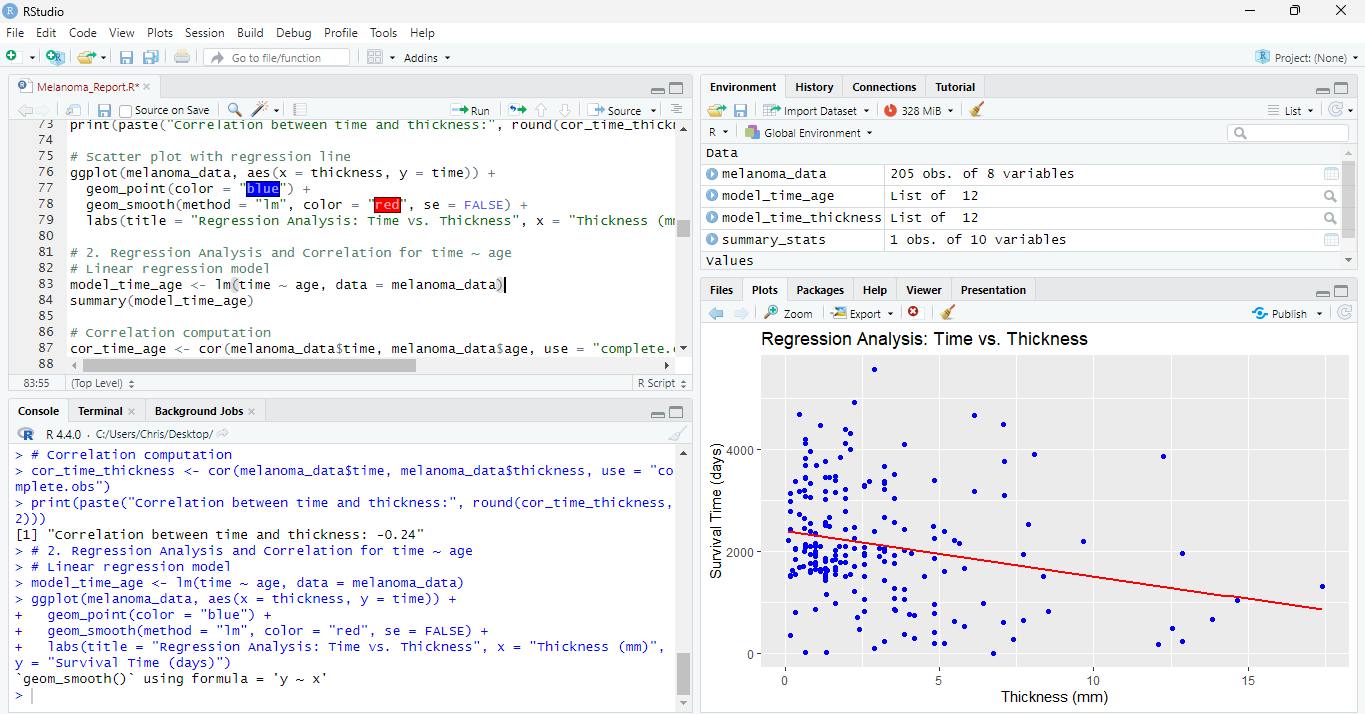 RStudio
File Edit Code View Plots Session Build Debug Profile Tools Help
Go to file/function Addins Project: (None)
Melanoma_Report.R*
Source on Save Run Source
73 print(paste("Correlation between time and thickness:", round(cor_time_thickn
74
75 # Scatter plot with regression line
76 ggplot(melanoma_data, aes(x = thickness, y = time)) +
77 geom_point(color = "blue") +
78 geom_smooth(method = "lm", color = "red", se = FALSE) +
79 labs(title = "Regression Analysis: Time vs. Thickness", x = "Thickness (mm
80
81 # 2. Regression Analysis and Correlation for time ~ age
82 # Linear regression model
83 model_time_age <- lm(time ~ age, data = melanoma_data)
84 summary(model_time_age)
85
86 # Correlation computation
87 cor_time_age <- cor(melanoma_data$time, melanoma_data$age, use = "complete.o
88
83:55 (Top Level) R Script
Console Terminal Background Jobs
R 4.4.0 · C:/Users/Chris/Desktop/
> # Correlation computation
> cor_time_thickness <- cor(melanoma_data$time, melanoma_data$thickness, use = "co
mplete.obs")
> print(paste("Correlation between time and thickness:", round(cor_time_thickness,
2)))
[1] "Correlation between time and thickness: -0.24"
> # 2. Regression Analysis and Correlation for time ~ age
> # Linear regression model
> model_time_age <- lm(time ~ age, data = melanoma_data)
> ggplot(melanoma_data, aes(x = thickness, y = time)) +
+ geom_point(color = "blue") +
+ geom_smooth(method = "lm", color = "red", se = FALSE) +
+ labs(title = "Regression Analysis: Time vs. Thickness", x = "Thickness (mm)",
y = "Survival Time (days)")
`geom_smooth()` using formula = 'y ~ x'
>
Environment History Connections Tutorial
Import Dataset 328 MiB List
R Global Environment
Data
melanoma_data 205 obs. of 8 variables
model_time_age List of 12
model_time_thickness List of 12
summary_stats 1 obs. of 10 variables
Values
Files Plots Packages Help Viewer Presentation
Zoom Export Publish
Regression Analysis: Time vs. Thickness
Survival Time (days)
4000
2000
0
0 5 10 15
Thickness (mm)